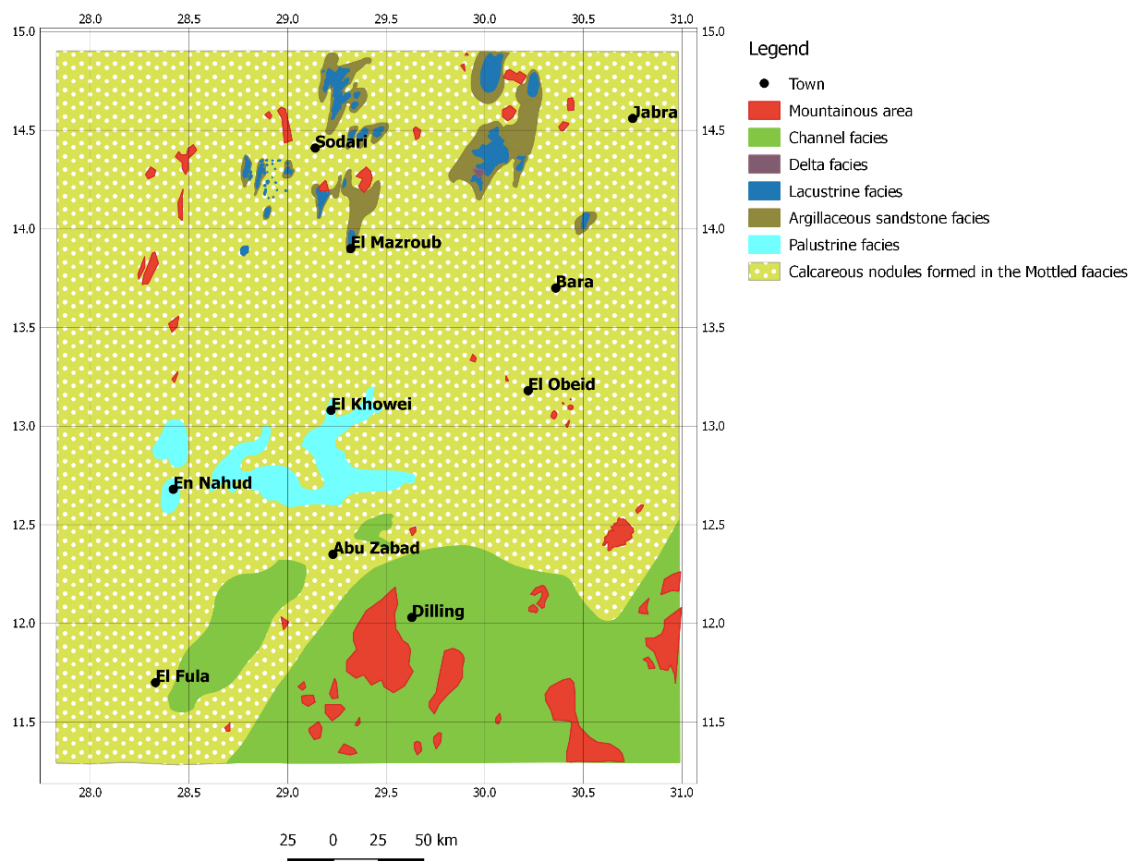 28.0 28.5 29.0 29.5 30.0 30.5 31.0
15.0 15.0
Legend
Town
Mountainous area
Jabra
14.5 14.5
Sodari
Channel facies
Delta facies
Lacustrine facies
Argillaceous sandstone facies
14.0 14.0
El Mazroub
Palustrine facies
Calcareous nodules formed in the Mottled faacies
Bara
13.5 13.5
El Obeid
El Khowei
13.0 13.0
En Nahud
12.5 12.5
Abu Zabad
Dilling
12.0 12.0
El Fula
11.5 11.5
28.0 28.5 29.0 29.5 30.0 30.5 31.0
25 0 25 50 km